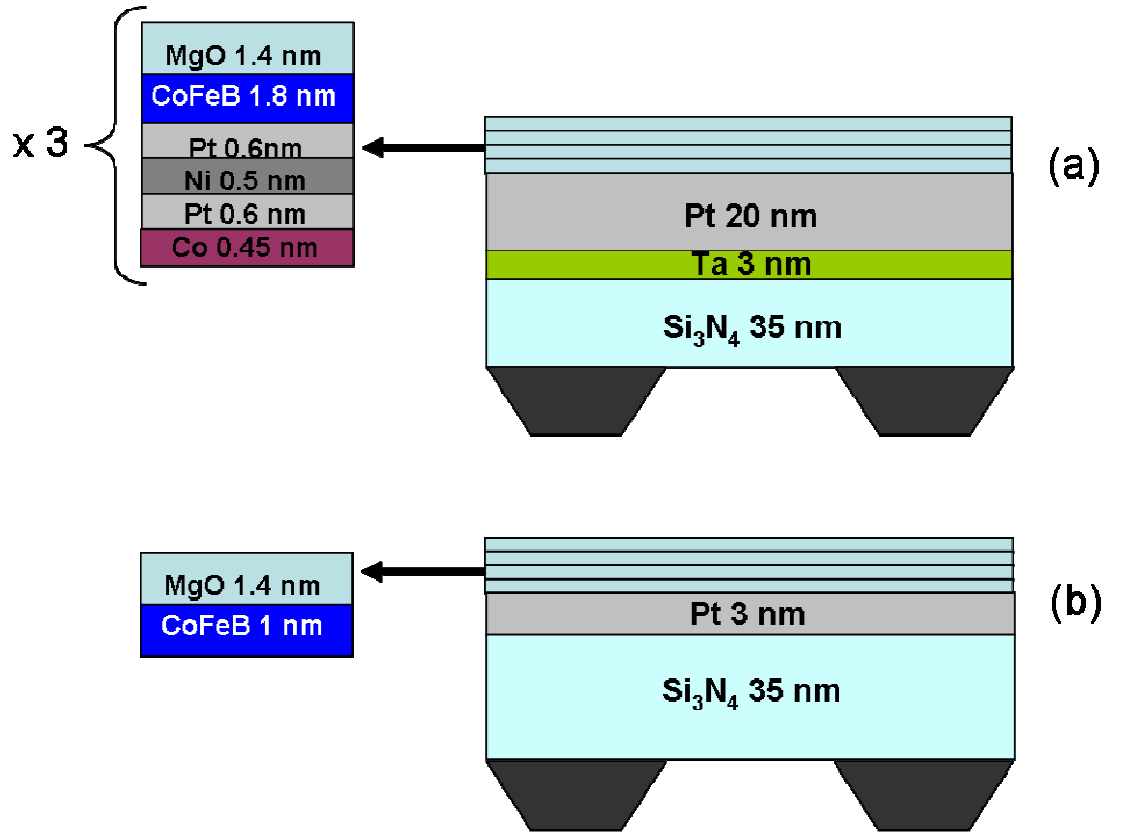 MgO 1.4 nm
CoFeB 1.8 nm
x 3
Pt 0.6nm
Ni 0.5 nm
Pt 0.6 nm
Co 0.45 nm
(a)
Pt 20 nm
Ta 3 nm
Si₃N₄ 35 nm
MgO 1.4 nm
CoFeB 1 nm
(b)
Pt 3 nm
Si₃N₄ 35 nm